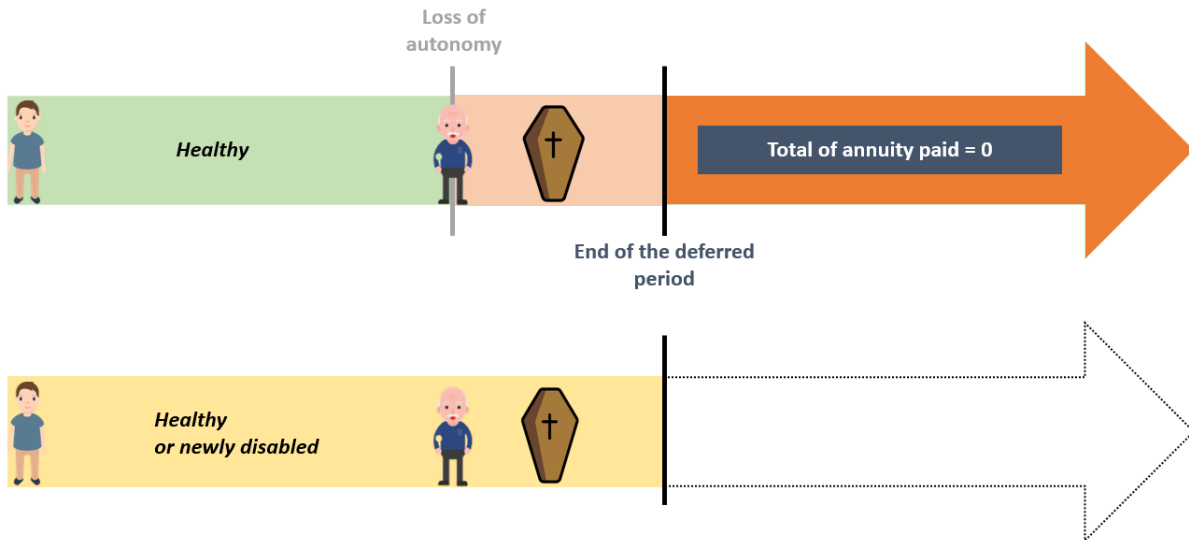 Loss of
autonomy
Healthy
Total of annuity paid = 0
End of the deferred
period
Healthy
or newly disabled